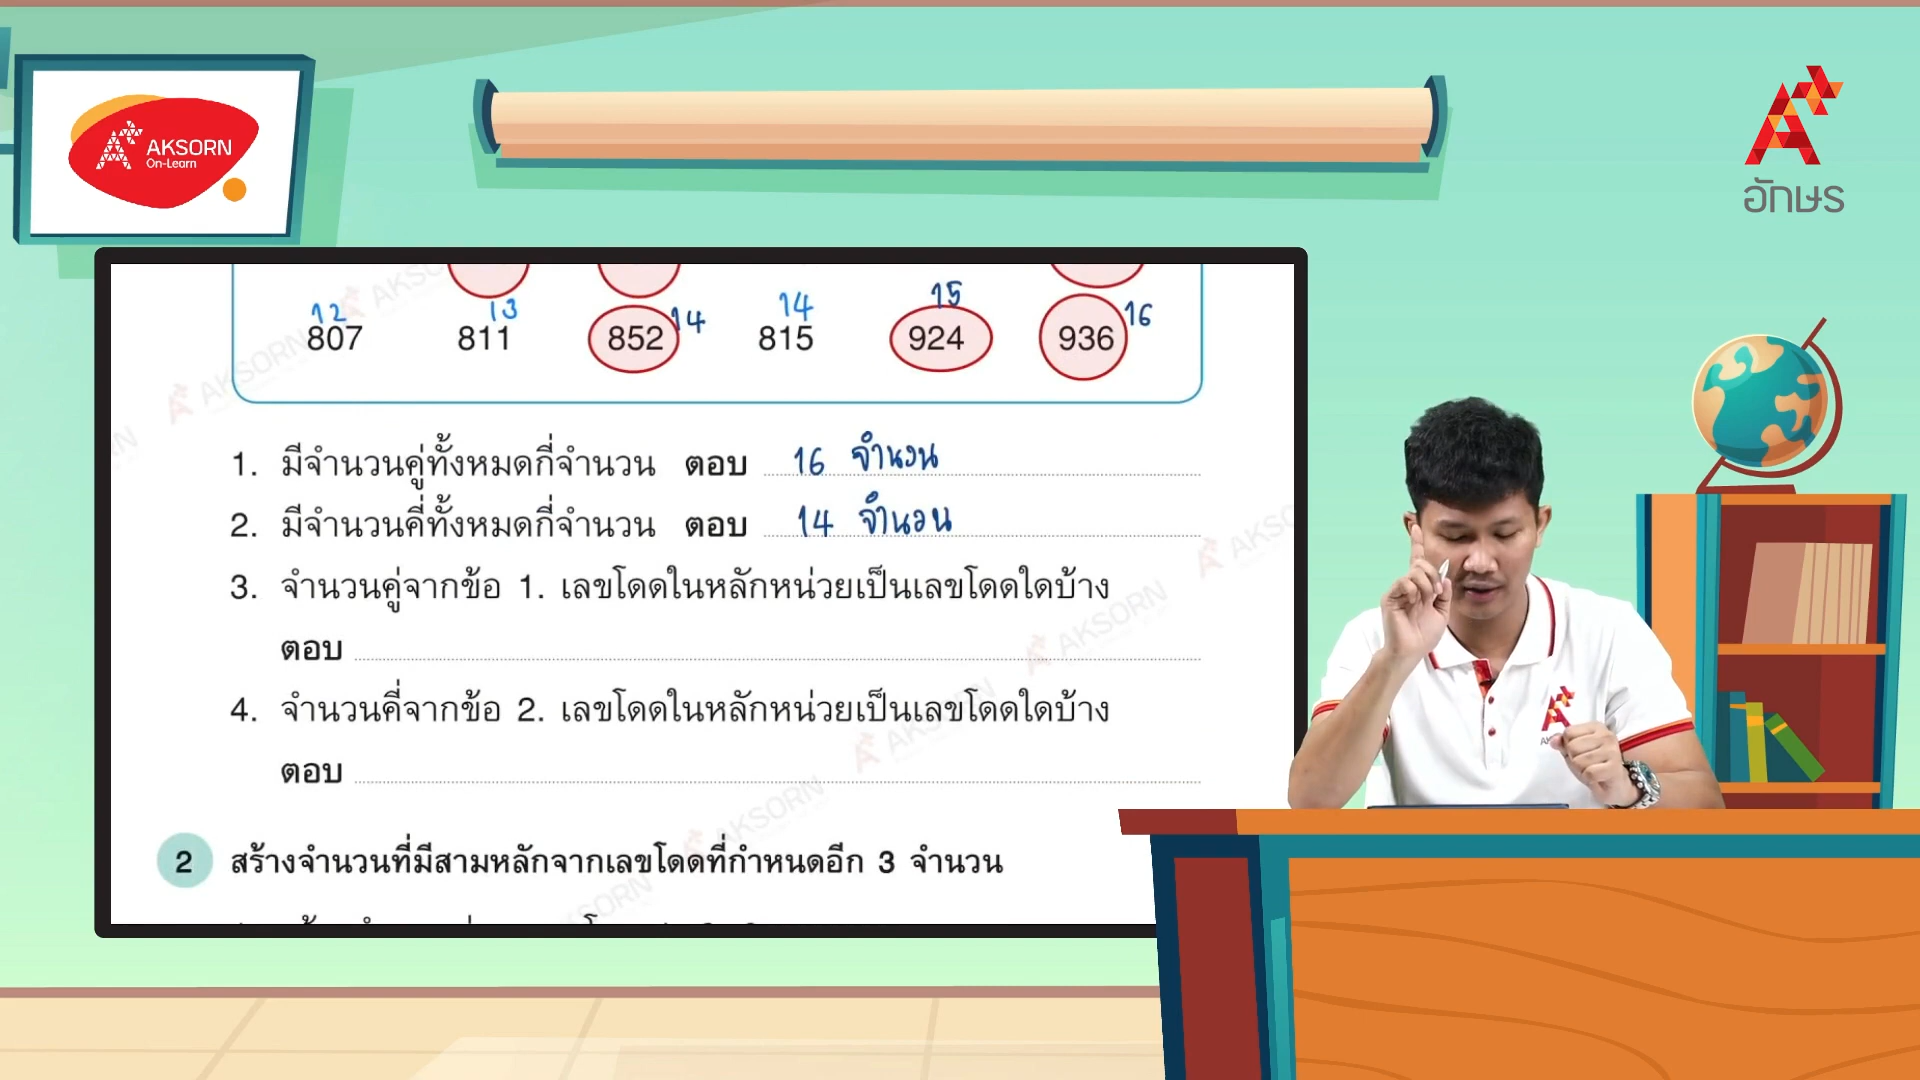 AKSORN
On-Learn
อักษร
12 13 14 14 15 16
807 811 852 815 924 936
1. มีจำนวนคู่ทั้งหมดกี่จำนวน ตอบ 16 จำนวน
2. มีจำนวนคี่ทั้งหมดกี่จำนวน ตอบ 14 จำนวน
3. จำนวนคู่จากข้อ 1. เลขโดดในหลักหน่วยเป็นเลขโดดใดบ้าง
ตอบ
4. จำนวนคี่จากข้อ 2. เลขโดดในหลักหน่วยเป็นเลขโดดใดบ้าง
ตอบ
2 สร้างจำนวนที่มีสามหลักจากเลขโดดที่กำหนดอีก 3 จำนวน